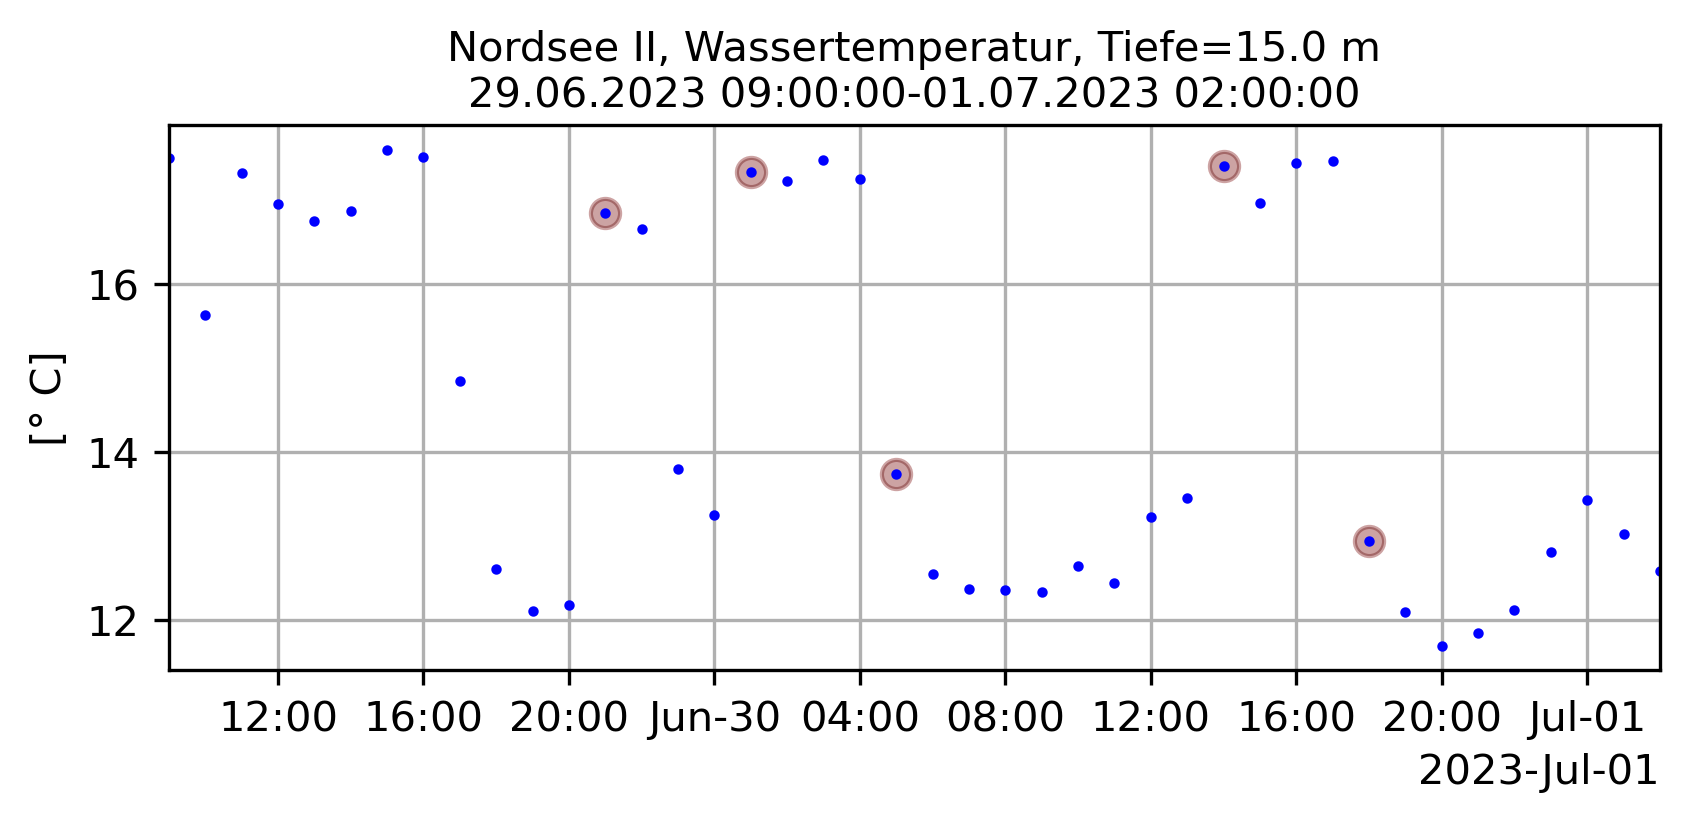 Nordsee II, Wassertemperatur, Tiefe=15.0 m
29.06.2023 09:00:00-01.07.2023 02:00:00
[° C]
16
14
12
12:00 16:00 20:00 Jun-30 04:00 08:00 12:00 16:00 20:00 Jul-01
2023-Jul-01